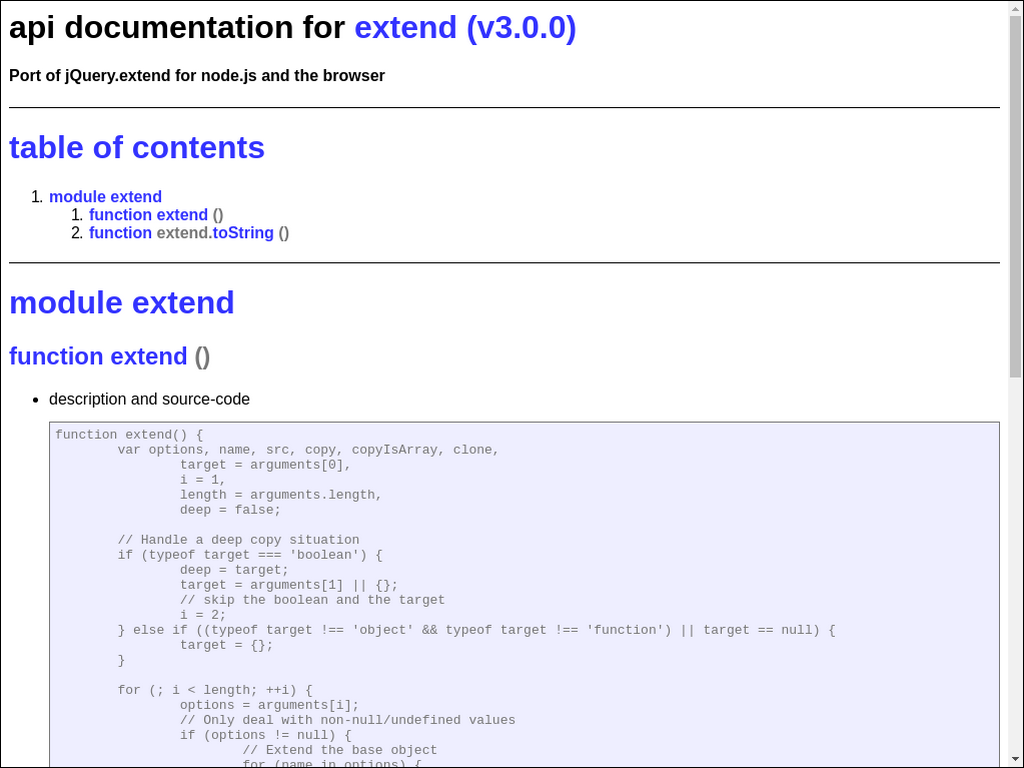 api documentation for extend (v3.0.0)
Port of jQuery.extend for node.js and the browser
table of contents
1. module extend
1. function extend ()
2. function extend.toString ()
module extend
function extend ()
• description and source-code
function extend() {
var options, name, src, copy, copyIsArray, clone,
target = arguments[0],
i = 1,
length = arguments.length,
deep = false;
// Handle a deep copy situation
if (typeof target === 'boolean') {
deep = target;
target = arguments[1] || {};
// skip the boolean and the target
i = 2;
} else if ((typeof target !== 'object' && typeof target !== 'function') || target == null) {
target = {};
}
for (; i < length; ++i) {
options = arguments[i];
// Only deal with non-null/undefined values
if (options != null) {
// Extend the base object
for (name in options) {